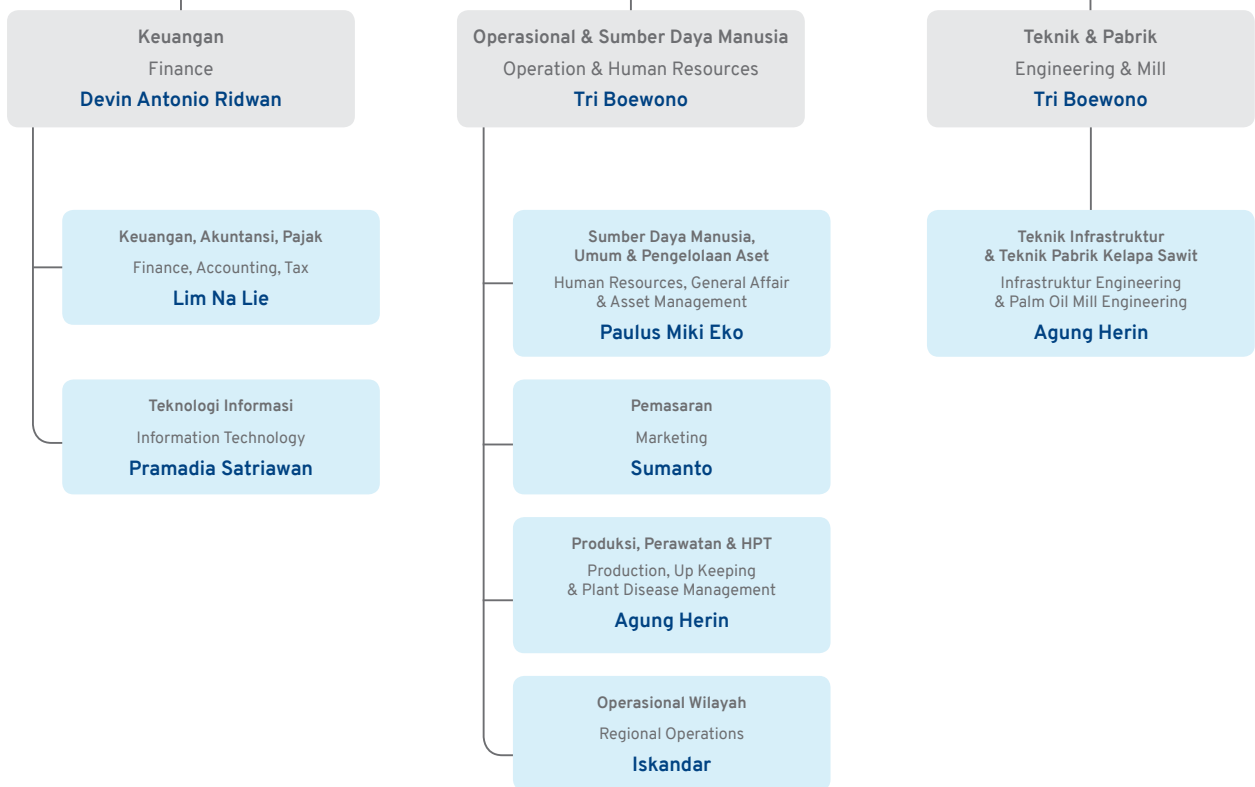 Keuangan
Finance
Devin Antonio Ridwan
Keuangan, Akuntansi, Pajak
Finance, Accounting, Tax
Lim Na Lie
Teknologi Informasi
Information Technology
Pramadia Satriawan
Operasional & Sumber Daya Manusia
Operation & Human Resources
Tri Boewono
Sumber Daya Manusia,
Umum & Pengelolaan Aset
Human Resources, General Affair
& Asset Management
Paulus Miki Eko
Pemasaran
Marketing
Sumanto
Produksi, Perawatan & HPT
Production, Up Keeping
& Plant Disease Management
Agung Herin
Operasional Wilayah
Regional Operations
Iskandar
Teknik & Pabrik
Engineering & Mill
Tri Boewono
Teknik Infrastruktur
& Teknik Pabrik Kelapa Sawit
Infrastruktur Engineering
& Palm Oil Mill Engineering
Agung Herin